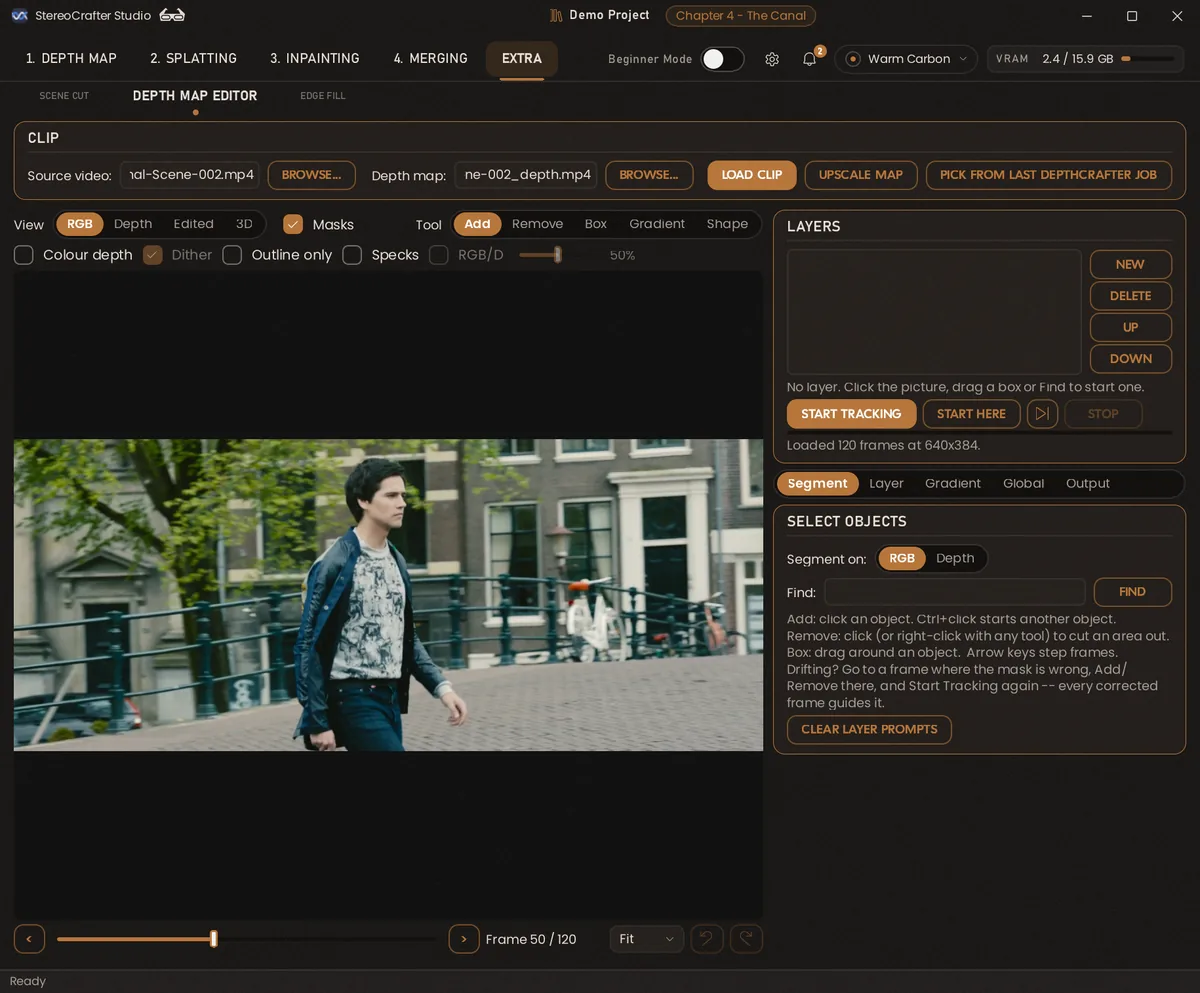 StereoCrafter Studio
Demo Project Chapter 4 - The Canal
1. DEPTH MAP 2. SPLATTING 3. INPAINTING 4. MERGING EXTRA Beginner Mode 2 Warm Carbon VRAM 2.4 / 15.9 GB
SCENE CUT DEPTH MAP EDITOR EDGE FILL
CLIP
Source video: nal-Scene-002.mp4 BROWSE... Depth map: ne-002_depth.mp4 BROWSE... LOAD CLIP UPSCALE MAP PICK FROM LAST DEPTHCRAFTER JOB
View RGB Depth Edited 3D Masks Tool Add Remove Box Gradient Shape
Colour depth Dither Outline only Specks RGB/D 50%
LAYERS
NEW
DELETE
UP
DOWN
No layer. Click the picture, drag a box or Find to start one.
START TRACKING START HERE STOP
Loaded 120 frames at 640x384.
Segment Layer Gradient Global Output
SELECT OBJECTS
Segment on: RGB Depth
Find: FIND
Add: click an object. Ctrl+click starts another object.
Remove: click (or right-click with any tool) to cut an area out.
Box: drag around an object. Arrow keys step frames.
Drifting? Go to a frame where the mask is wrong, Add/
Remove there, and Start Tracking again -- every corrected
frame guides it.
CLEAR LAYER PROMPTS
< > Frame 50 / 120 Fit
Ready